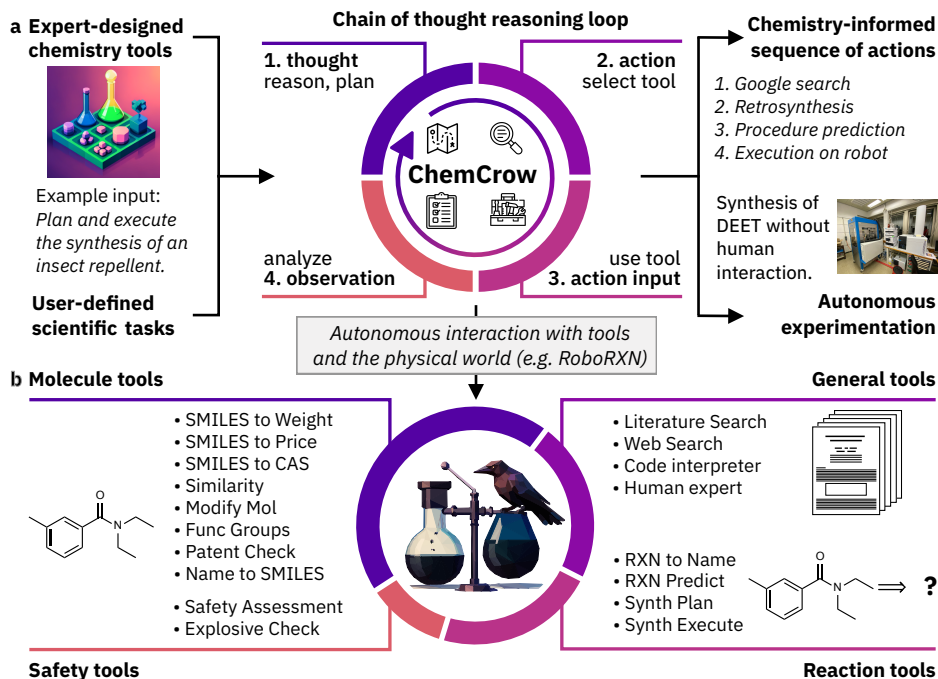 a Expert-designed
chemistry tools
Example input:
Plan and execute
the synthesis of an
insect repellent.
User-defined
scientific tasks
Chain of thought reasoning loop
1. thought
reason, plan
2. action
select tool
ChemCrow
analyze
4. observation
use tool
3. action input
Chemistry-informed
sequence of actions
1. Google search
2. Retrosynthesis
3. Procedure prediction
4. Execution on robot
Synthesis of
DEET without
human
interaction.
Autonomous
experimentation
Autonomous interaction with tools
and the physical world (e.g. RoboRXN)
b Molecule tools
• SMILES to Weight
• SMILES to Price
• SMILES to CAS
• Similarity
• Modify Mol
• Func Groups
• Patent Check
• Name to SMILES
O
N
• Safety Assessment
• Explosive Check
Safety tools
General tools
• Literature Search
• Web Search
• Code interpreter
• Human expert
• RXN to Name
• RXN Predict
• Synth Plan
• Synth Execute
O
N
?
Reaction tools